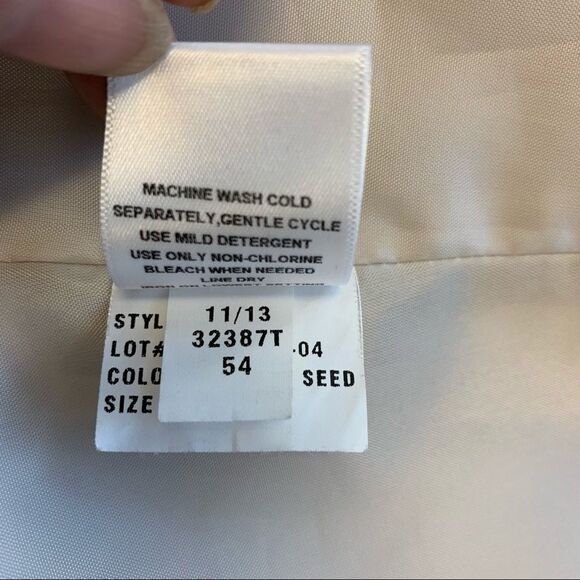 MACHINE WASH COLD
SEPARATELY,GENTLE CYCLE
USE MILD DETERGENT
USE ONLY NON-CHLORINE
BLEACH WHEN NEEDED
LINE DRY
11/13
32387T
54
STYL
LOT# -04
COLO SEED
SIZE